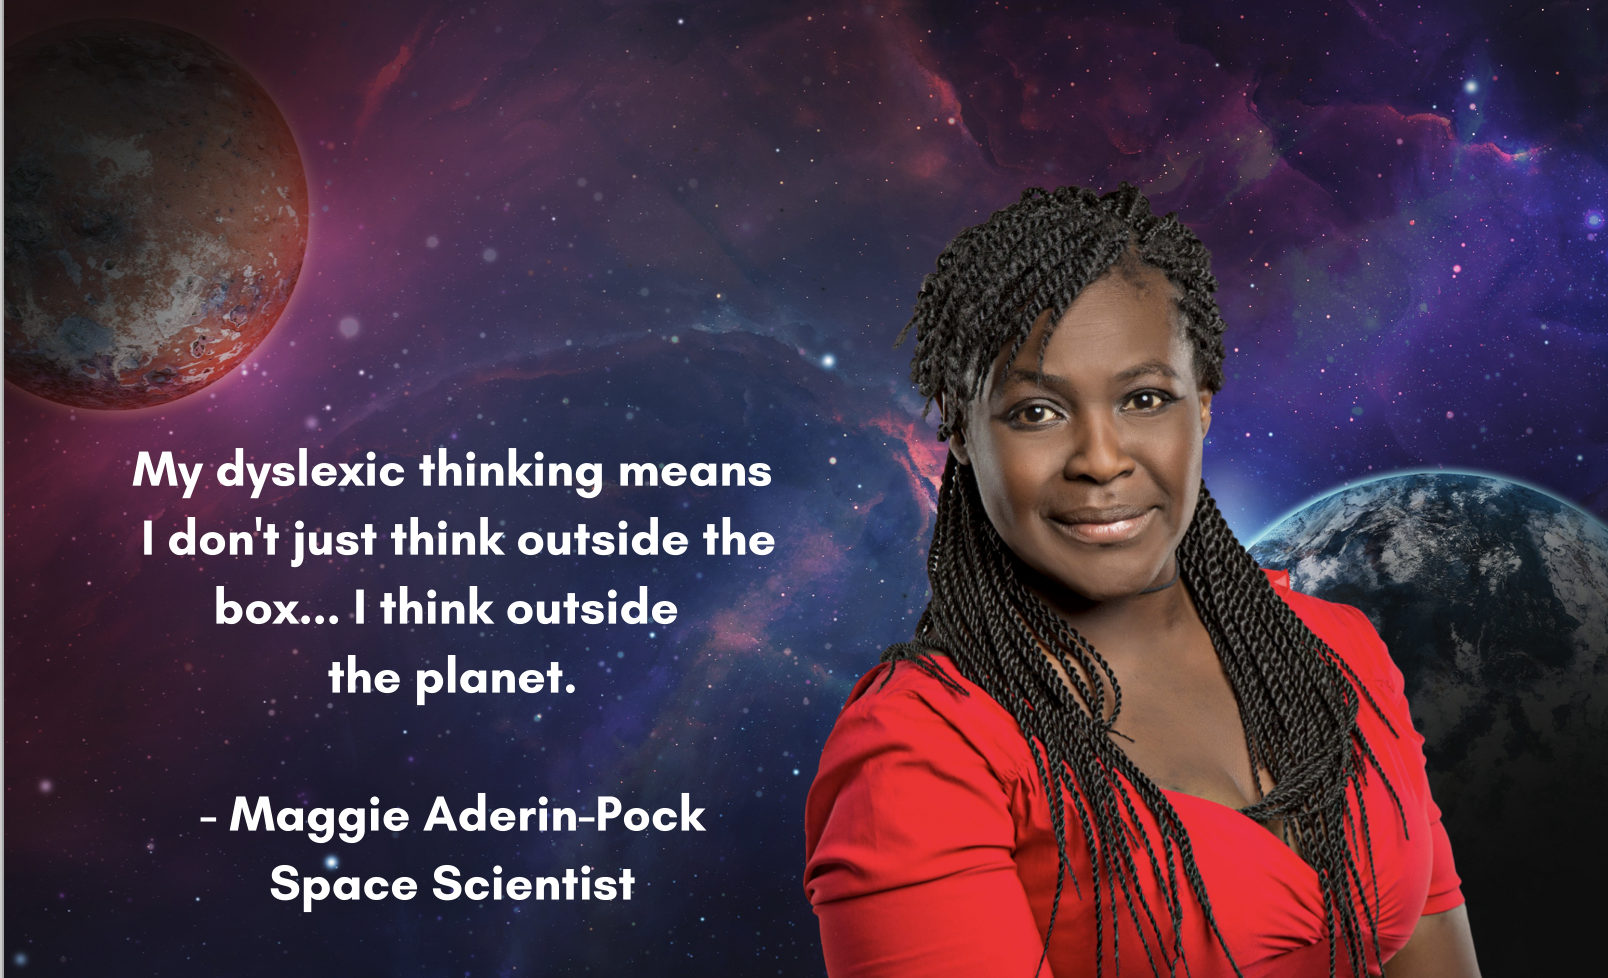 My dyslexic thinking means
I don't just think outside the
box... I think outside
the planet.
- Maggie Aderin-Pock
Space Scientist